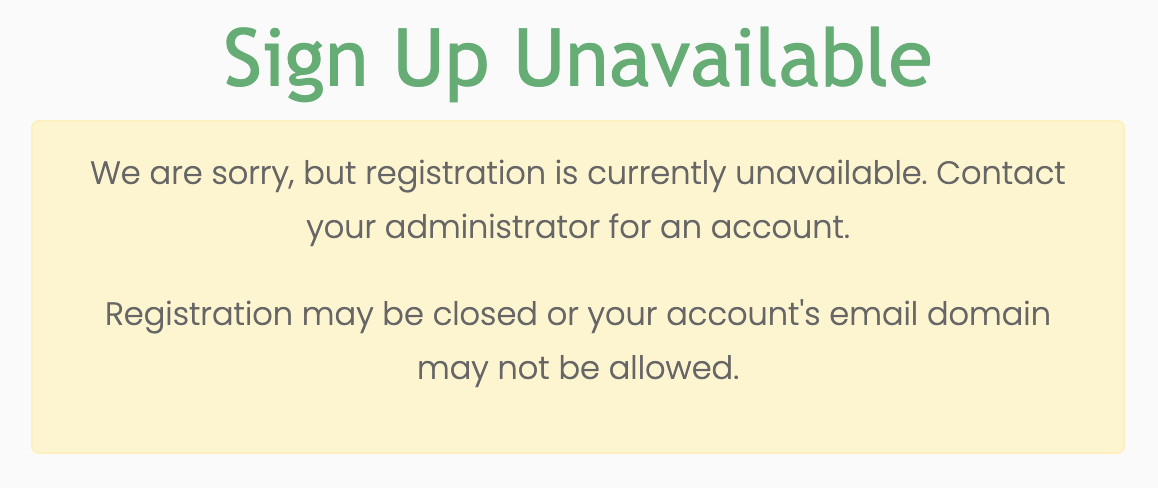 Sign Up Unavailable
We are sorry, but registration is currently unavailable. Contact
your administrator for an account.
Registration may be closed or your account's email domain
may not be allowed.